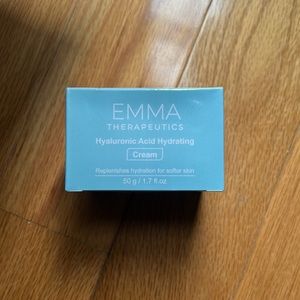 EMMA
THERAPEUTICS
Hyaluronic Acid Hydrating
Cream
Replenishes hydration for softer skin
50 g / 1.7 fl oz